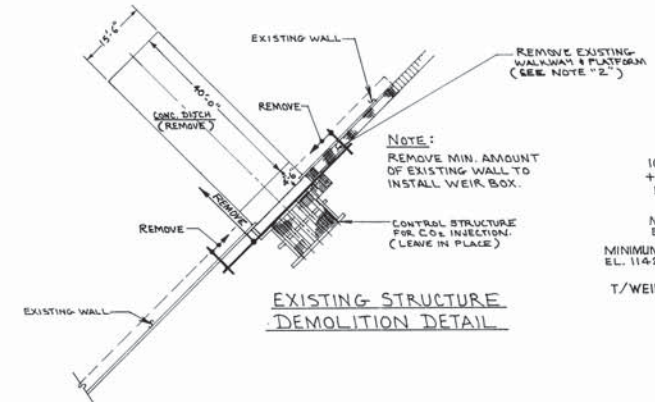 15'-6"
EXISTING WALL
REMOVE EXISTING
WALKWAY & PLATFORM
(SEE NOTE "2")
40'-0"
CONC. DITCH
(REMOVE)
REMOVE
NOTE:
REMOVE MIN. AMOUNT
OF EXISTING WALL TO
INSTALL WEIR BOX.
REMOVE
REMOVE
CONTROL STRUCTURE
FOR CO2 INJECTION.
(LEAVE IN PLACE)
MINIMUM
EL. 1142
T/WEI
EXISTING WALL
EXISTING STRUCTURE
DEMOLITION DETAIL